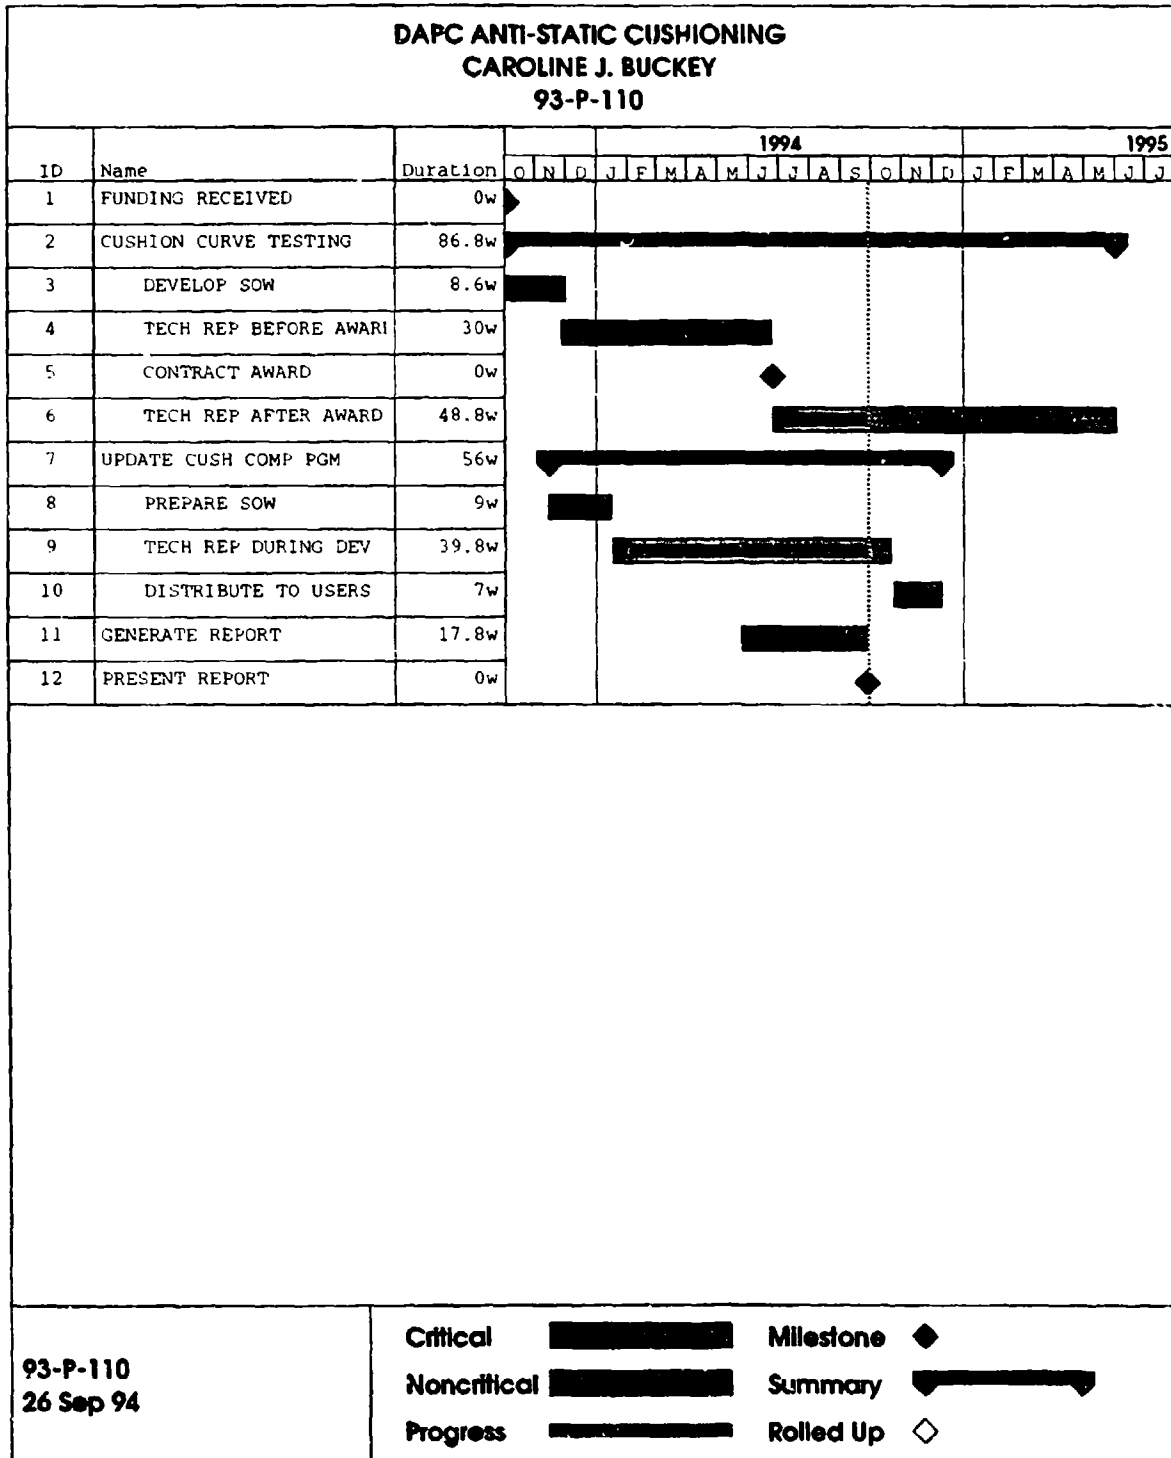 DAPC ANTI-STATIC CUSHIONING
CAROLINE J. BUCKEY
93-P-110
1994 1995
ID Name Duration O N D J F M A M J J A S O N D J F M A M J J
1 FUNDING RECEIVED 0w
2 CUSHION CURVE TESTING 86.8w
3 DEVELOP SOW 8.6w
4 TECH REP BEFORE AWARI 30w
5 CONTRACT AWARD 0w
6 TECH REP AFTER AWARD 48.8w
7 UPDATE CUSH COMP PGM 56w
8 PREPARE SOW 9w
9 TECH REP DURING DEV 39.8w
10 DISTRIBUTE TO USERS 7w
11 GENERATE REPORT 17.8w
12 PRESENT REPORT 0w
93-P-110
26 Sep 94
Critical Milestone
Noncritical Summary
Progress Rolled Up